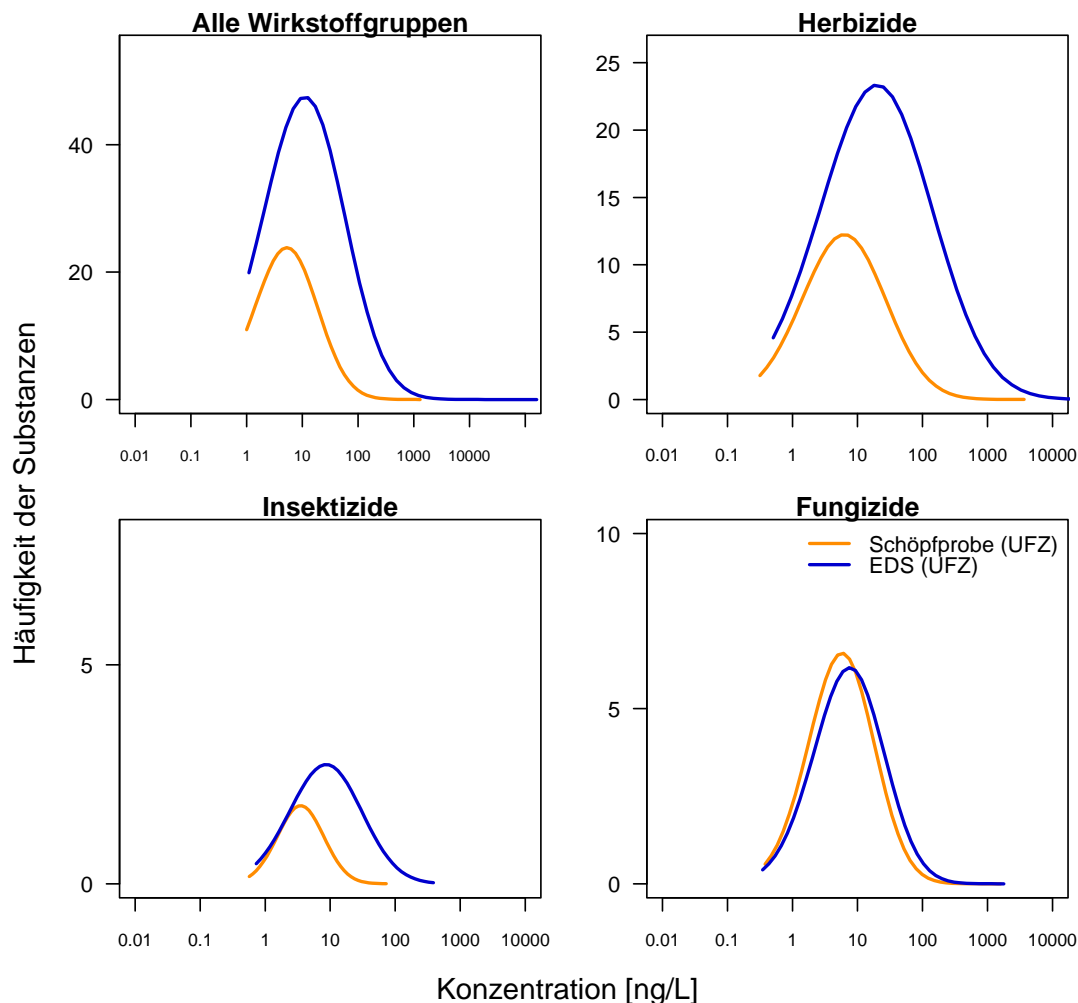 Alle Wirkstoffgruppen
Herbizide
40
20
0
0.01 0.1 1 10 100 1000 10000
25
20
15
10
5
0
0.01 0.1 1 10 100 1000 10000
Häufigkeit der Substanzen
Insektizide
Fungizide
5
0
0.01 0.1 1 10 100 1000 10000
10
5
0
Schöpfprobe (UFZ)
EDS (UFZ)
0.01 0.1 1 10 100 1000 10000
Konzentration [ng/L]